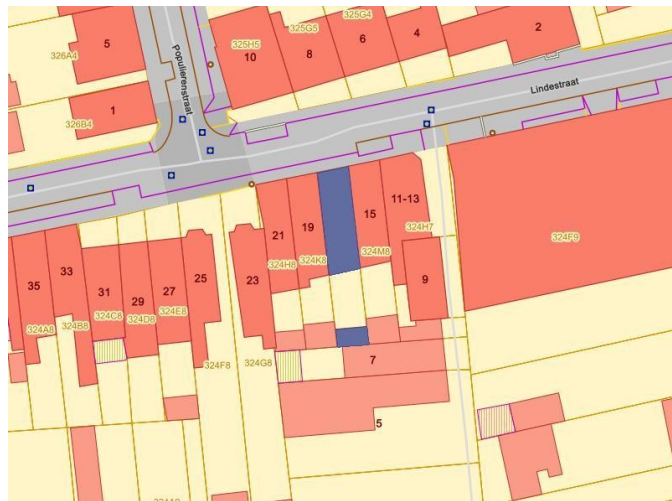 325G4
325H5
325G5
5
326A4
10
8
6
4
2
Populierenstraat
Lindestraat
1
326B4
21
19
15
11-13
324H8
324K8
324M8
324H7
324F9
35
33
31
29
27
25
23
9
324A8
324B8
324C8
324D8
324E8
324F8
324G8
7
5